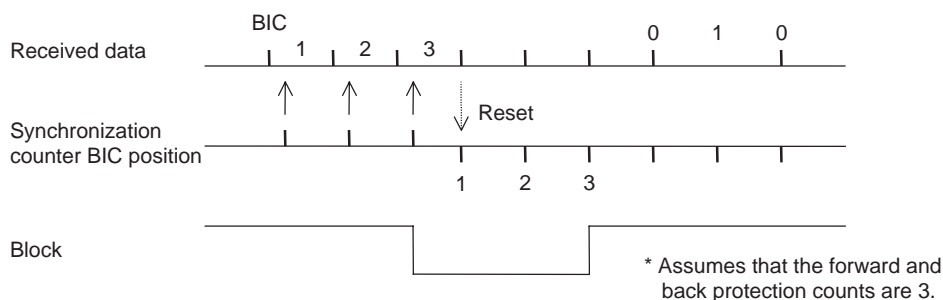 BIC
Received data
1 2 3
0 1 0
Reset
Synchronization
counter BIC position
1 2 3
Block
* Assumes that the forward and
back protection counts are 3.